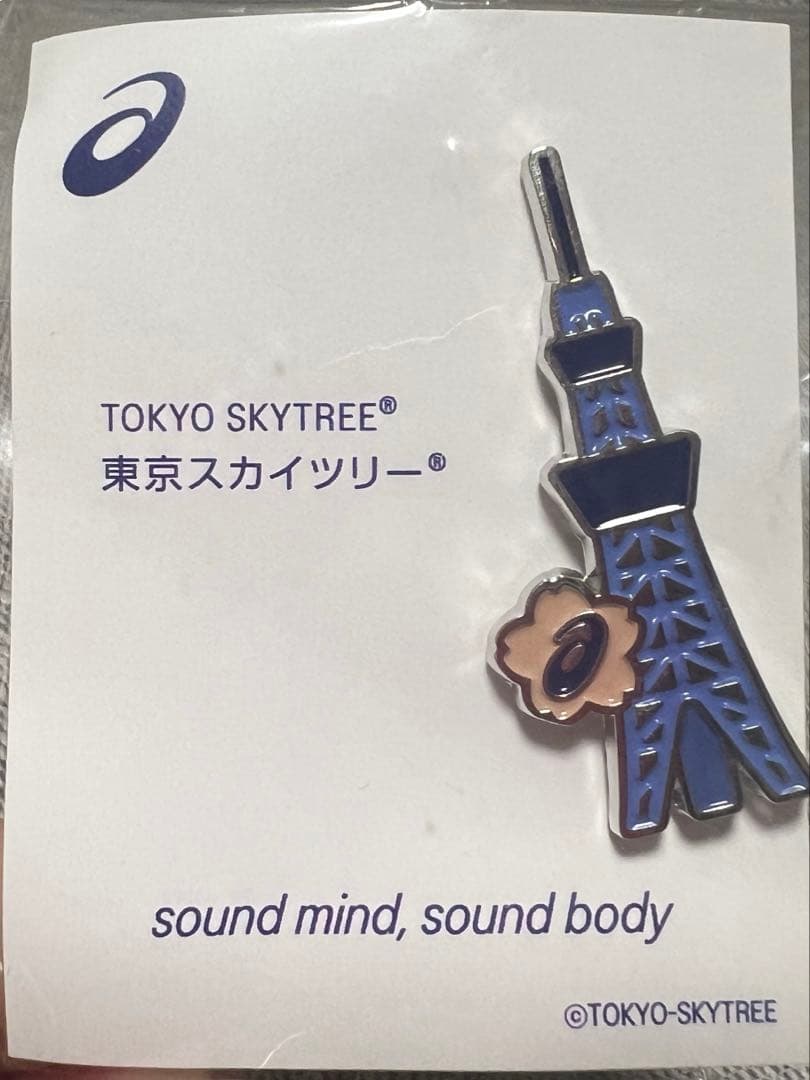 TOKYO SKYTREE®
東京スカイツリー®
sound mind, sound body
©TOKYO-SKYTREE